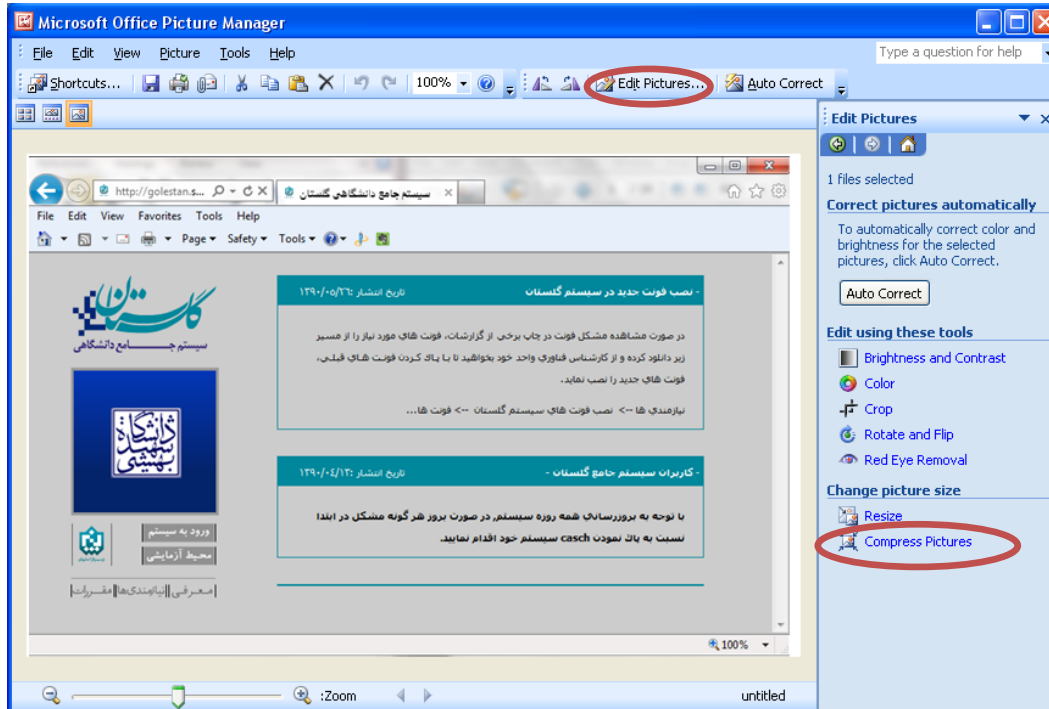 Microsoft Office Picture Manager
File Edit View Picture Tools Help
Type a question for help
Shortcuts... 100% Edit Pictures... Auto Correct
Edit Pictures
1 files selected
Correct pictures automatically
To automatically correct color and
brightness for the selected
pictures, click Auto Correct.
Auto Correct
Edit using these tools
Brightness and Contrast
Color
Crop
Rotate and Flip
Red Eye Removal
Change picture size
Resize
Compress Pictures
http://golestan.s... سیستم جامع دانشگاهی گلستان
File Edit View Favorites Tools Help
Page Safety Tools
گلستان
سیستم جـــــامع دانشگاهی
دانشگاه
شهید
بهشتی
ورود به سیستم
محیط آزمایشی
معـرفی | نیازمندی‌ها | مقـــررات
- نصب فونت جدید در سیستم گلستان تاریخ انتشار :۱۳۹۰/۰۵/۲۶
در صورت مشاهده مشکل فونت در چاپ برخی از گزارشات، فونت های مورد نیاز را از مسیر
زیر دانلود کرده و از کارشناس فناوری واحد خود بخواهید تا با پاک کردن فونت های قبلی،
فونت های جدید را نصب نماید.
نیازمندی ها --> نصب فونت های سیستم گلستان --> فونت ها...
- کاربران سیستم جامع گلستان - تاریخ انتشار :۱۳۹۰/۰٤/۱۳
با توجه به بروزرسانی همه روزه سیستم, در صورت بروز هر گونه مشکل در ابتدا
نسبت به پاک نمودن casch سیستم خود اقدام نمایید.
100%
:Zoom
untitled